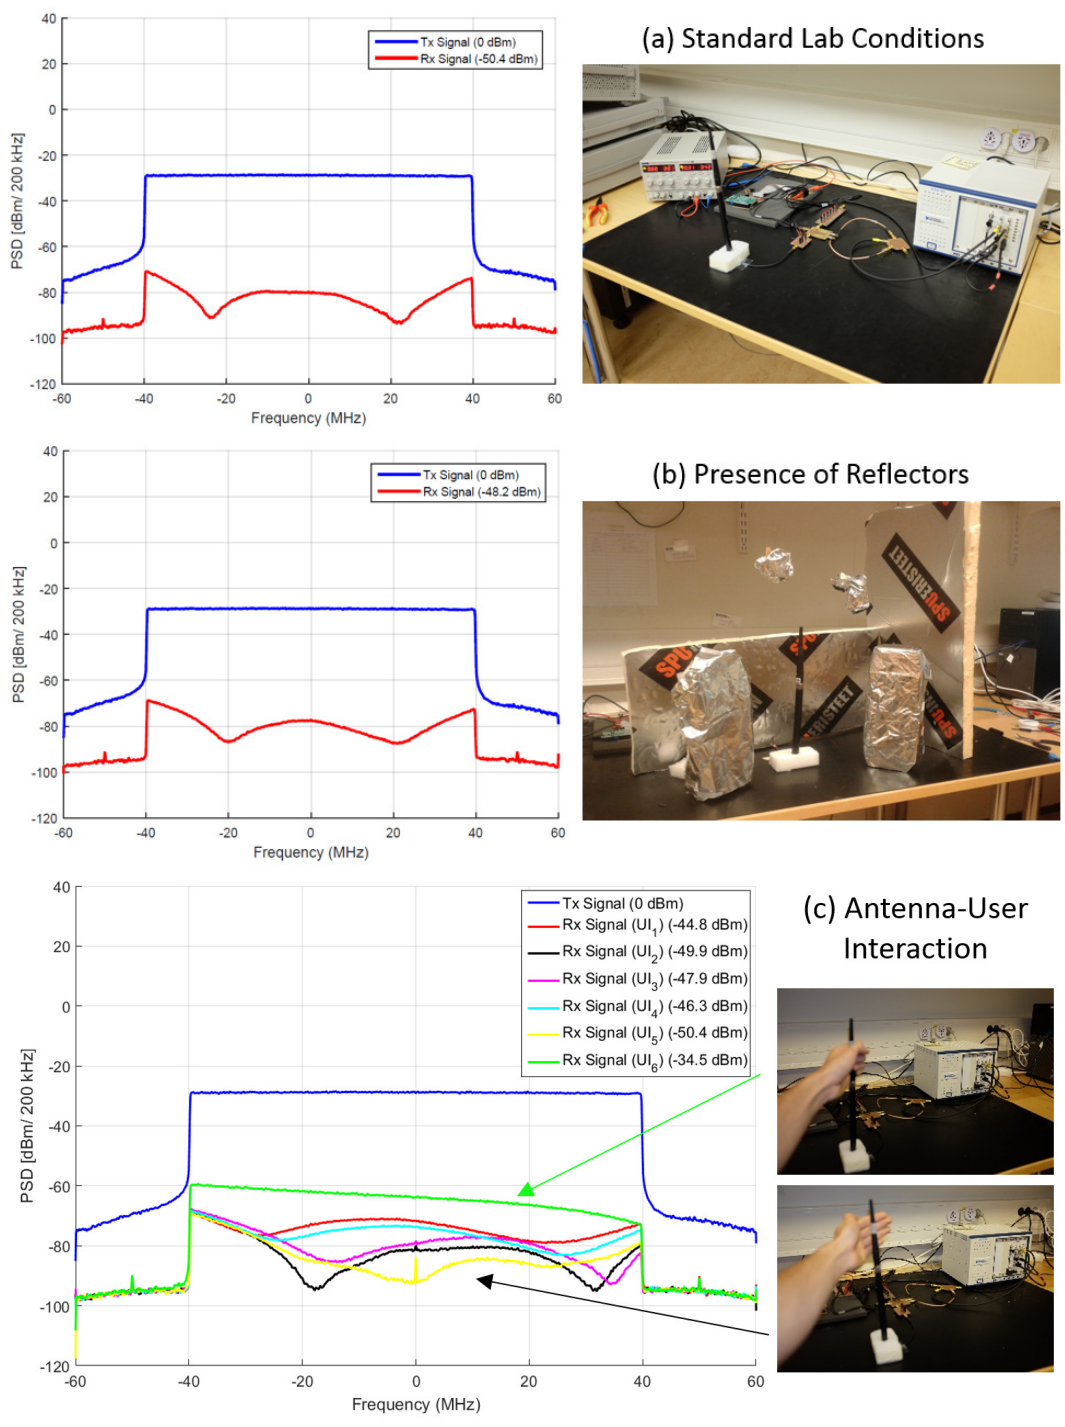 (a) Standard Lab Conditions
Tx Signal (0 dBm)
Rx Signal (-50.4 dBm)
40
20
0
-20
-40
-60
-80
-100
-120
PSD [dBm/ 200 kHz]
-60 -40 -20 0 20 40 60
Frequency (MHz)
(b) Presence of Reflectors
Tx Signal (0 dBm)
Rx Signal (-48.2 dBm)
40
20
0
-20
-40
-60
-80
-100
-120
PSD [dBm/ 200 kHz]
-60 -40 -20 0 20 40 60
Frequency (MHz)
SPU
SPU
ERISTEET
SPUERISTEET
SPU
(c) Antenna-User
Interaction
Tx Signal (0 dBm)
Rx Signal (UI1) (-44.8 dBm)
Rx Signal (UI2) (-49.9 dBm)
Rx Signal (UI3) (-47.9 dBm)
Rx Signal (UI4) (-46.3 dBm)
Rx Signal (UI5) (-50.4 dBm)
Rx Signal (UI6) (-34.5 dBm)
40
20
0
-20
-40
-60
-80
-100
-120
PSD [dBm/ 200 kHz]
-60 -40 -20 0 20 40 60
Frequency (MHz)